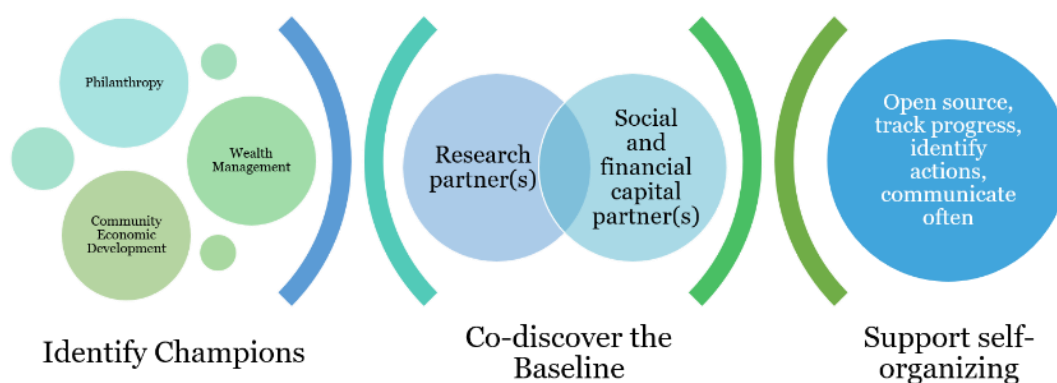 Philanthropy
Wealth
Management
Community
Economic
Development
Identify Champions
Research
partner(s)
Social
and
financial
capital
partner(s)
Co-discover the
Baseline
Open source,
track progress,
identify
actions,
communicate
often
Support self-
organizing